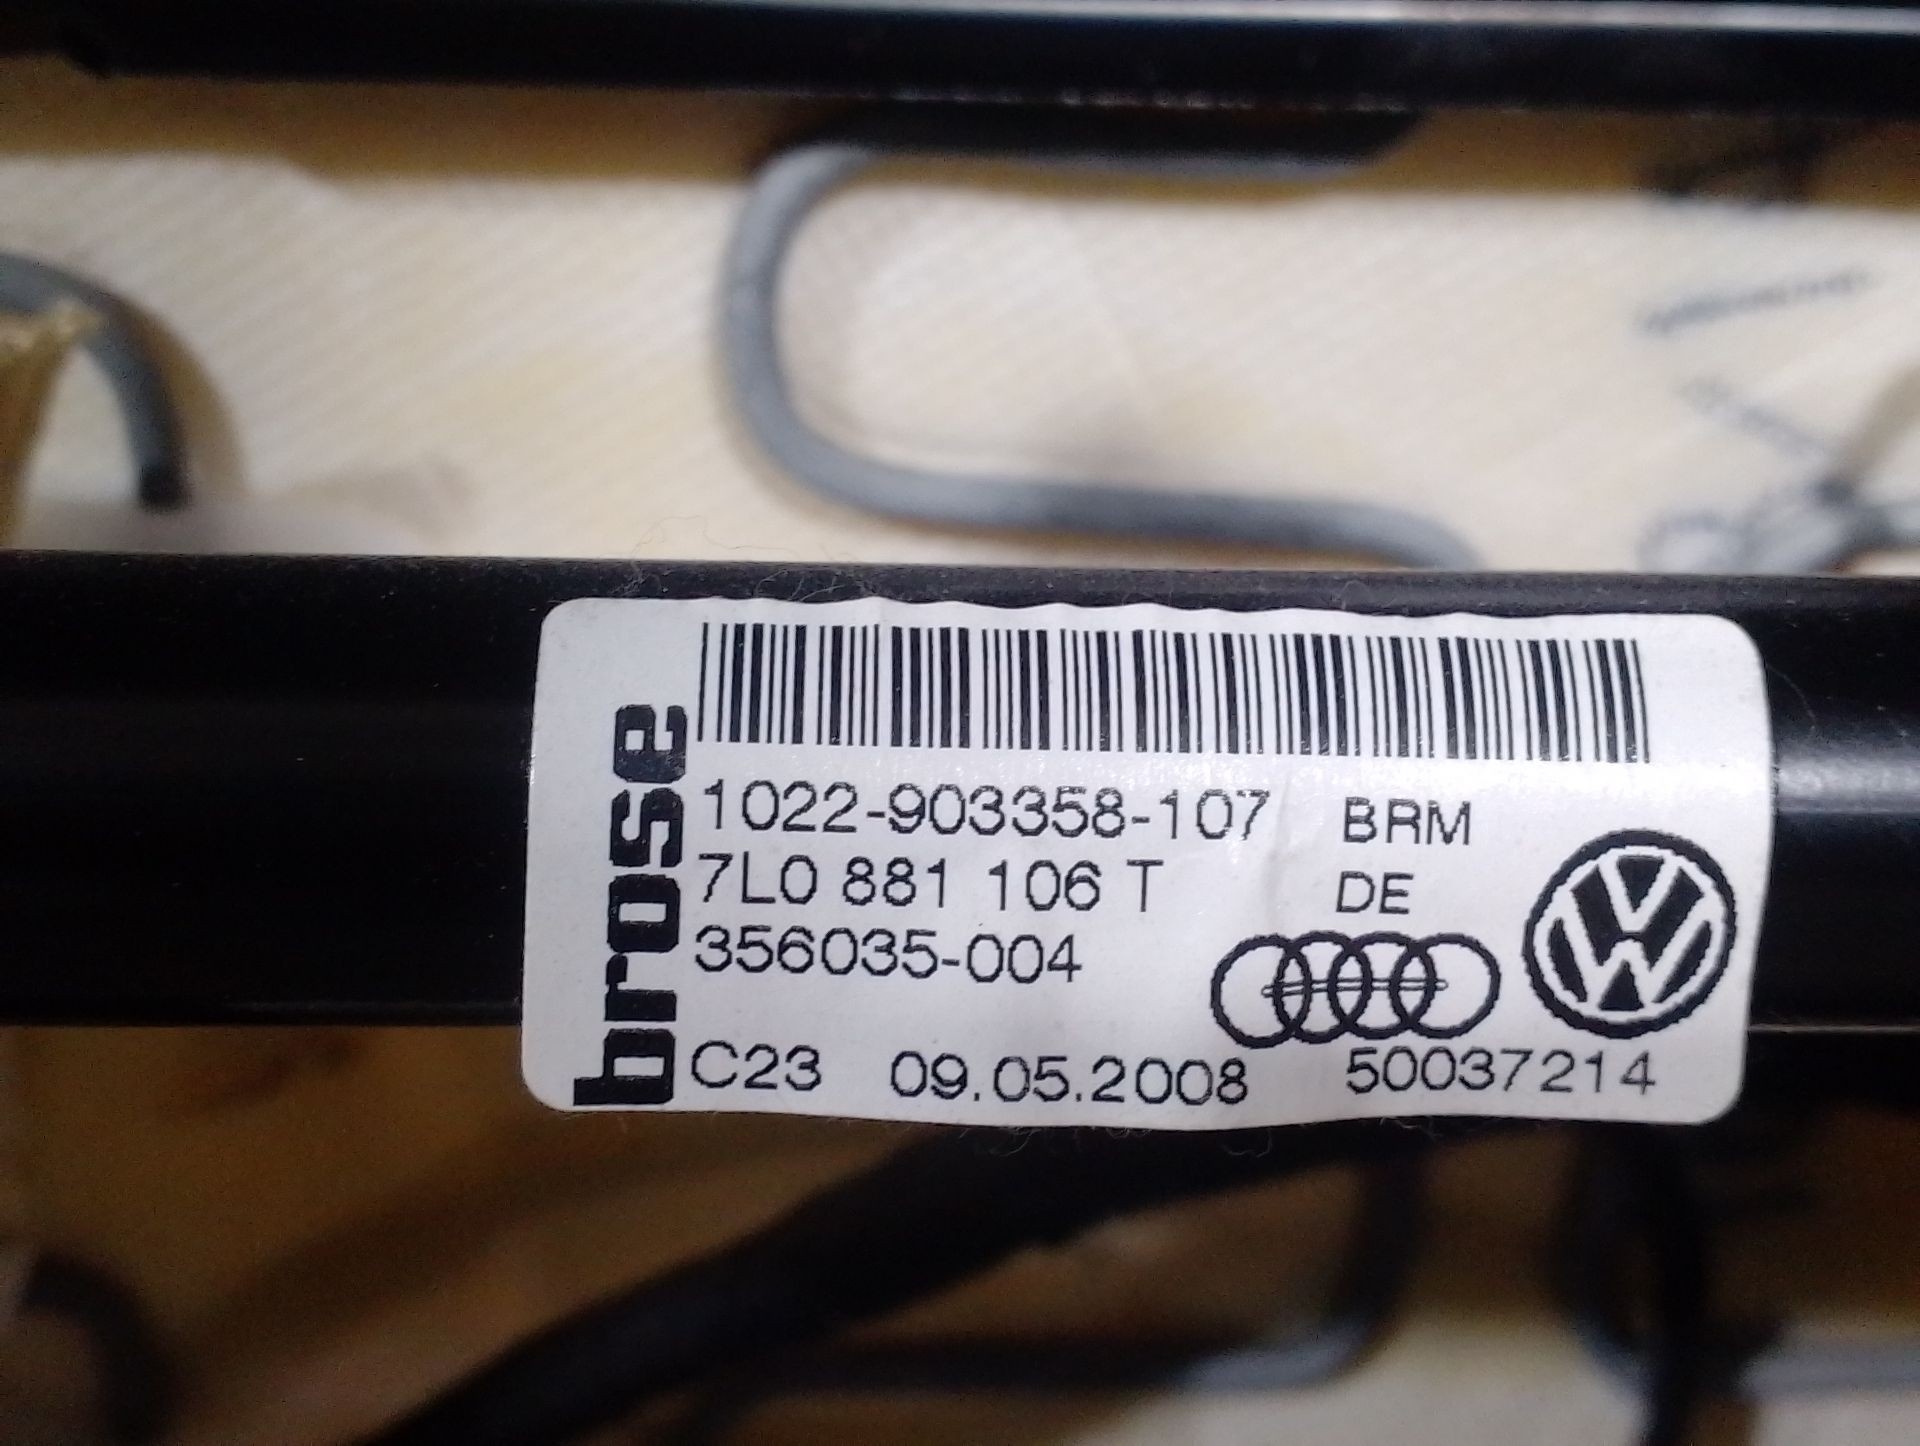 brose
1022-903358-107 BRM
7L0 881 106 T DE
356035-004
C23 09.05.2008 50037214